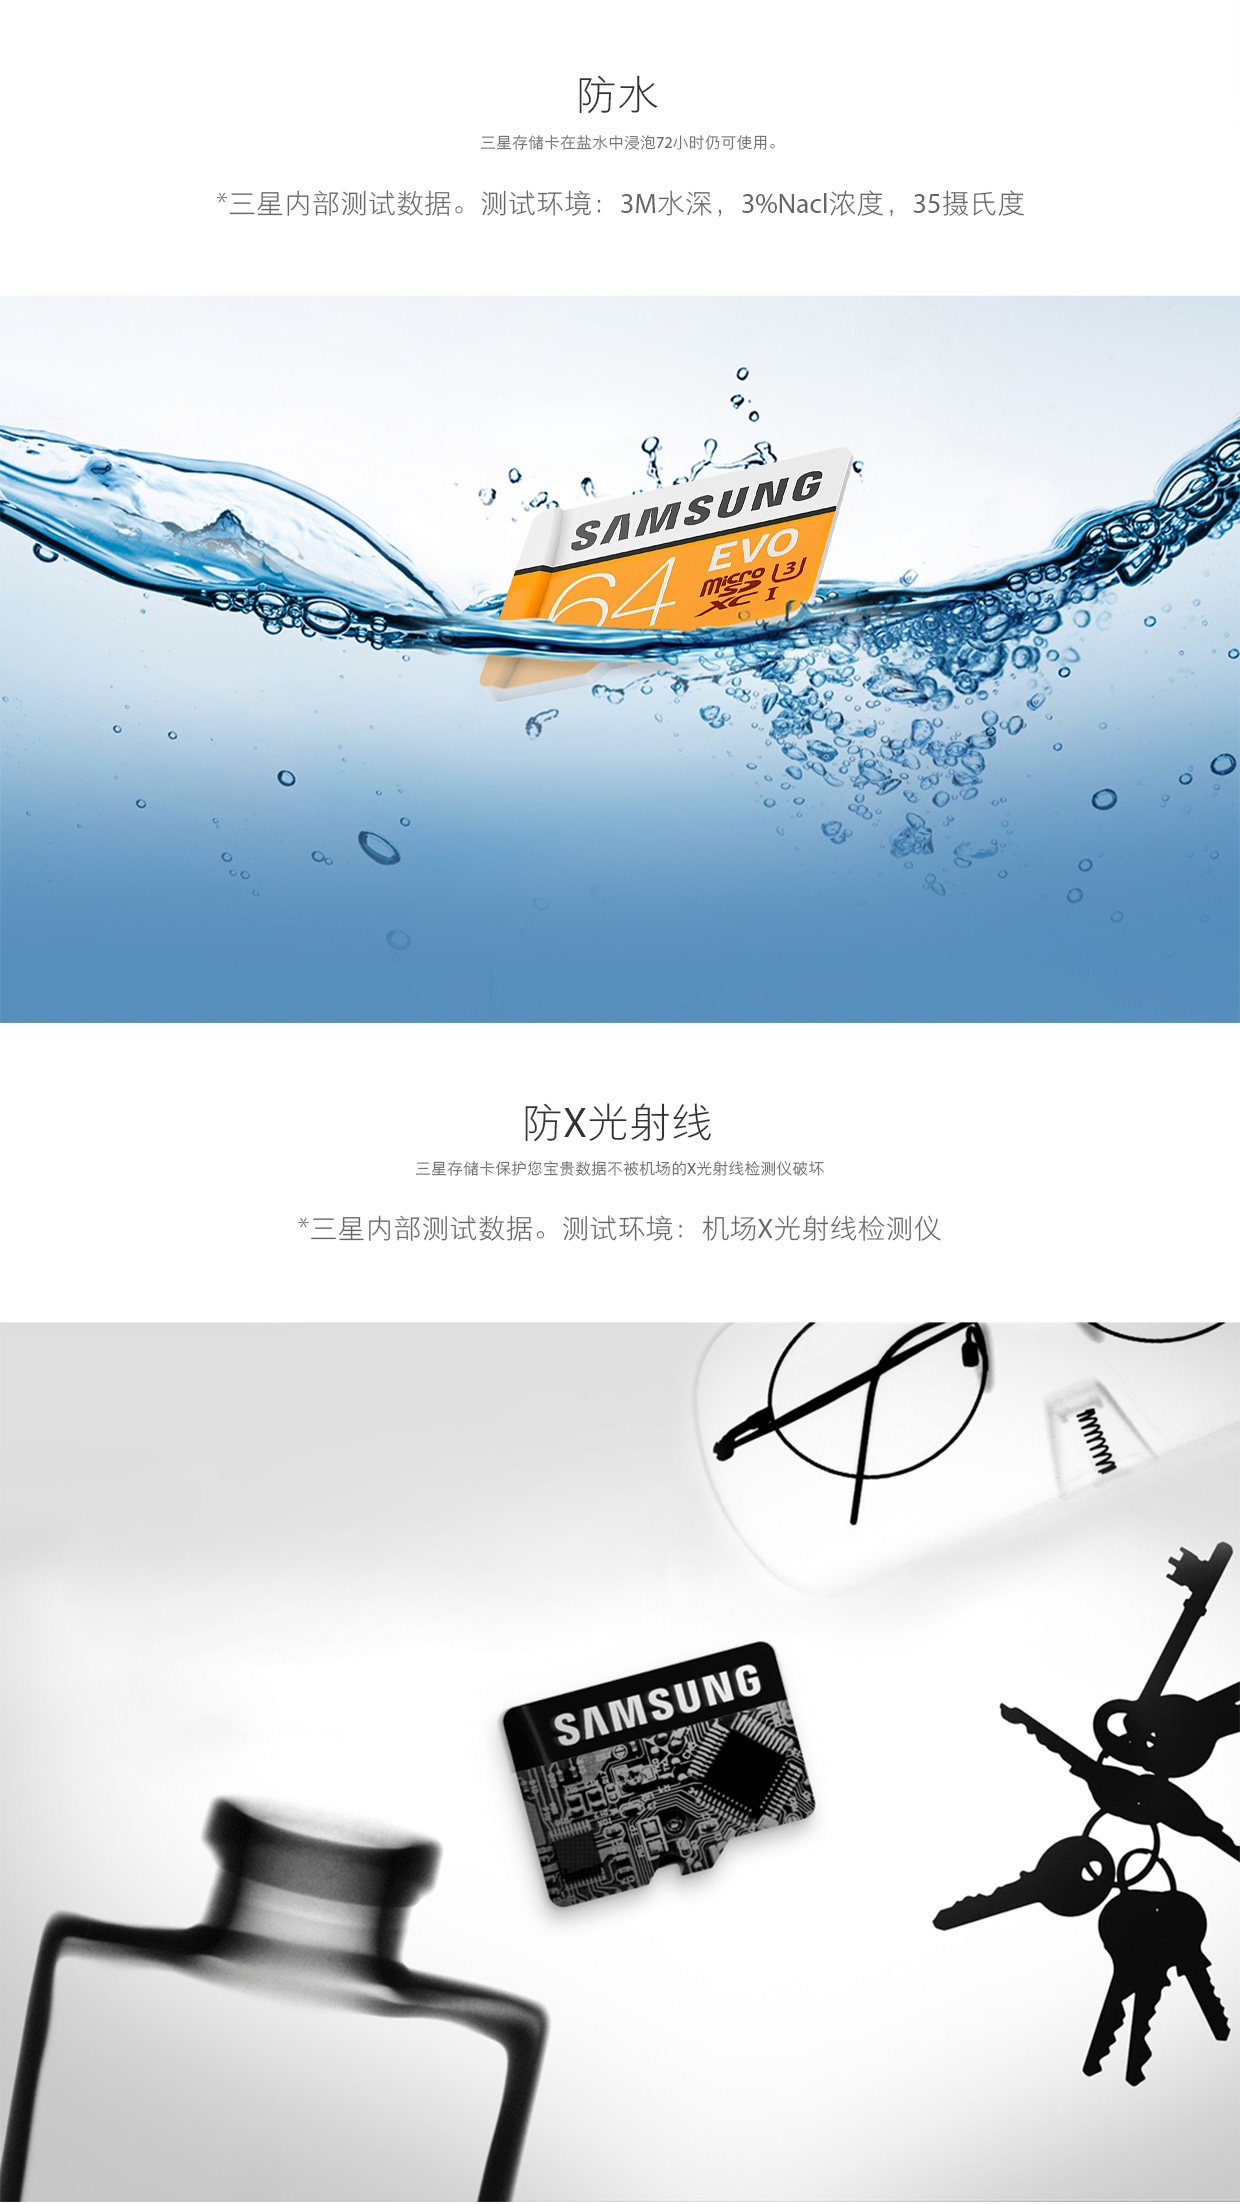 防水
三星存储卡在盐水中浸泡72小时仍可使用。
*三星内部测试数据。测试环境：3M水深，3%Nacl浓度，35摄氏度
SAMSUNG
EVO
64
micro SD XC I U3
防X光射线
三星存储卡保护您宝贵数据不被机场的X光射线检测仪破坏
*三星内部测试数据。测试环境：机场X光射线检测仪
SAMSUNG